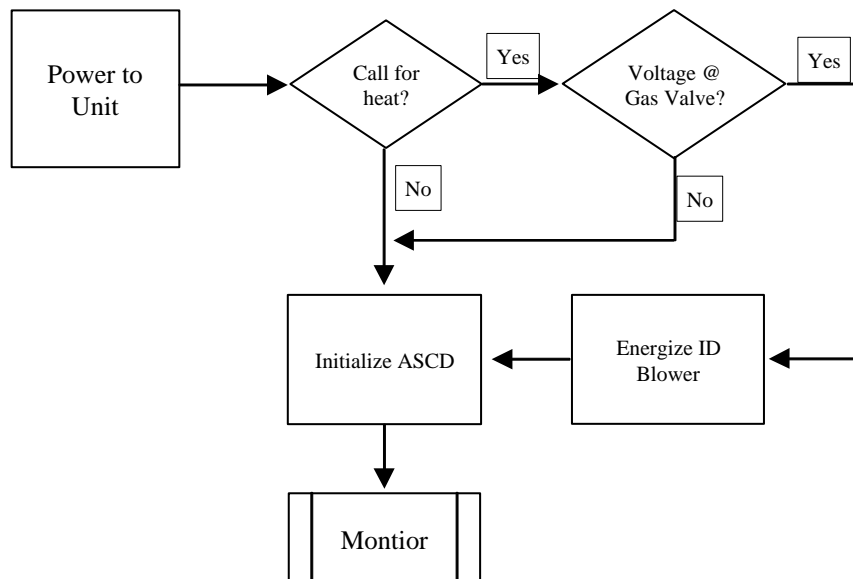 Power to
Unit
Call for
heat?
Yes
Voltage @
Gas Valve?
Yes
No
No
Initialize ASCD
Energize ID
Blower
Montior